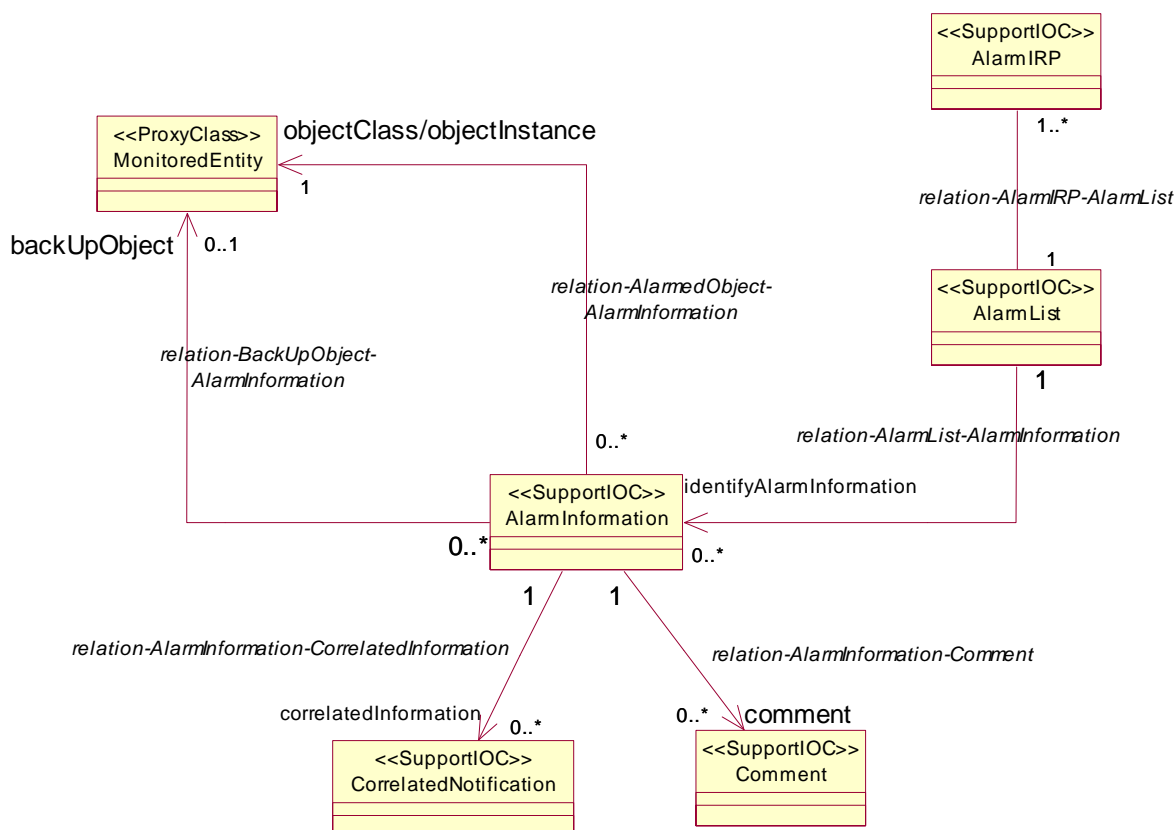 <<SupportIOC>>
AlarmIRP
1..*
<<ProxyClass>>
MonitoredEntity
objectClass/objectInstance
1
relation-AlarmIRP-AlarmList
backUpObject
0..1
1
<<SupportIOC>>
AlarmList
relation-AlarmedObject-
AlarmInformation
relation-BackUpObject-
AlarmInformation
1
0..*
relation-AlarmList-AlarmInformation
<<SupportIOC>>
AlarmInformation
identifyAlarmInformation
0..*
0..*
1
1
relation-AlarmInformation-CorrelatedInformation
relation-AlarmInformation-Comment
correlatedInformation
0..*
0..*
comment
<<SupportIOC>>
CorrelatedNotification
<<SupportIOC>>
Comment